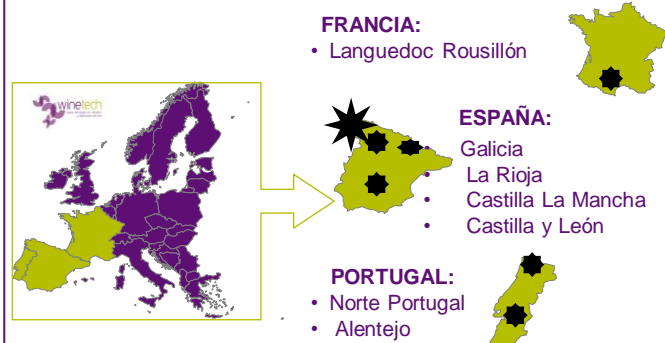 FRANCIA:
• Languedoc Rousillón
winetech
ESPAÑA:
Galicia
• La Rioja
• Castilla La Mancha
• Castilla y León
PORTUGAL:
• Norte Portugal
• Alentejo